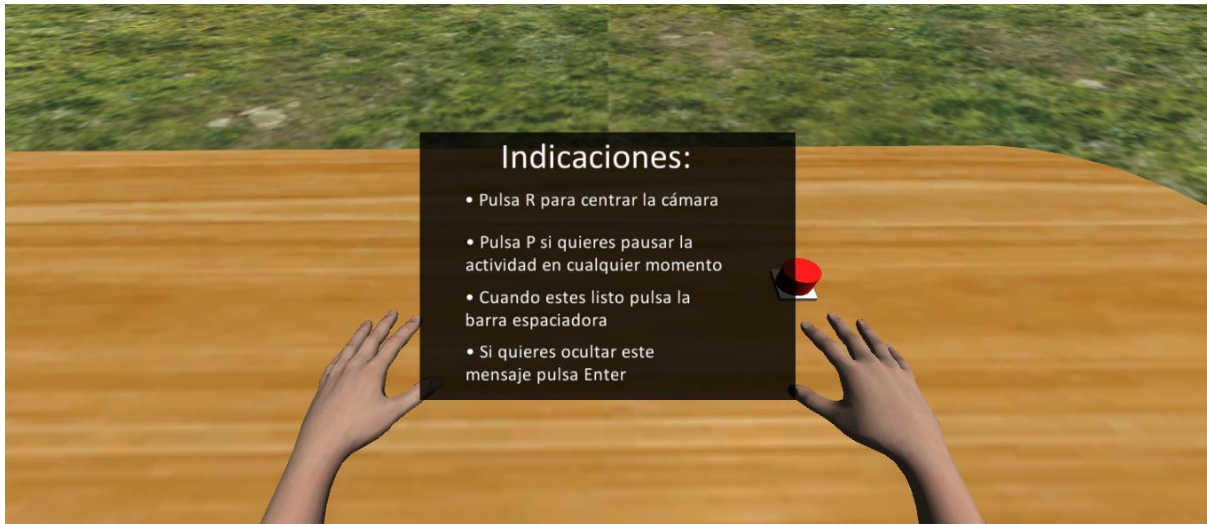 Indicaciones:
• Pulsa R para centrar la cámara
• Pulsa P si quieres pausar la
actividad en cualquier momento
• Cuando estes listo pulsa la
barra espaciadora
• Si quieres ocultar este
mensaje pulsa Enter